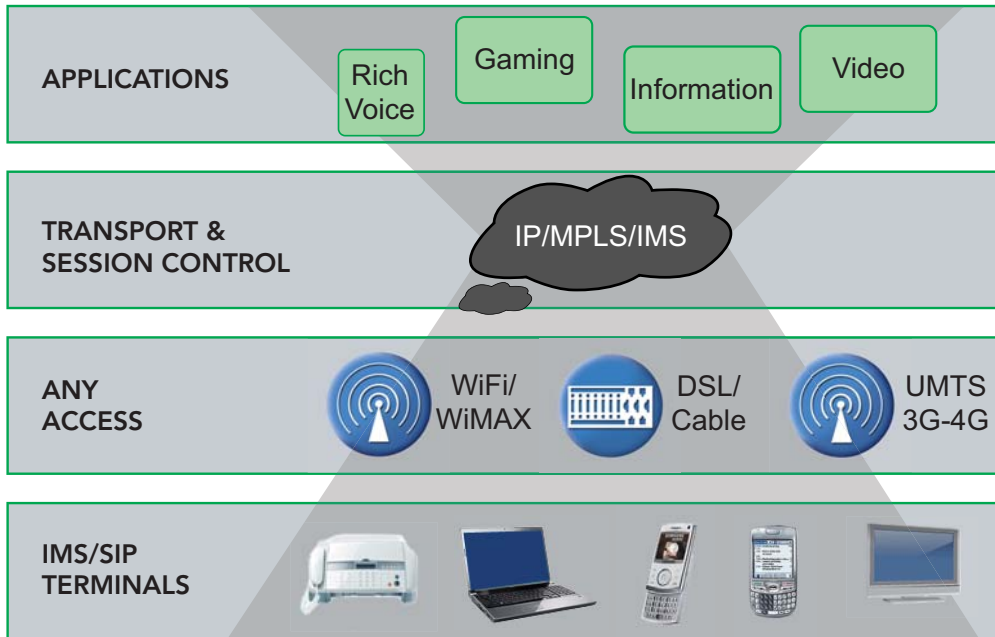 APPLICATIONS
Rich
Voice
Gaming
Information
Video
TRANSPORT &
SESSION CONTROL
IP/MPLS/IMS
ANY
ACCESS
WiFi/
WiMAX
DSL/
Cable
UMTS
3G-4G
IMS/SIP
TERMINALS